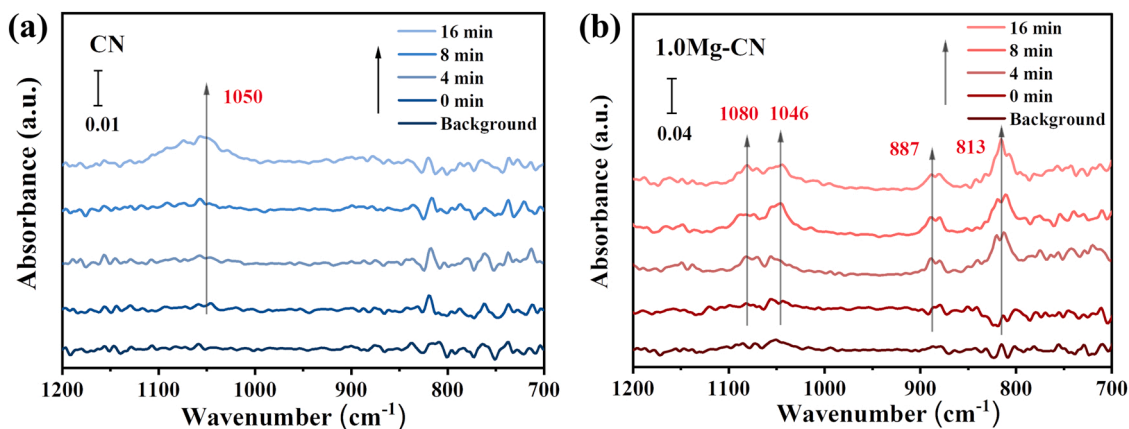 (a)
CN
0.01
16 min
8 min
4 min
0 min
Background
1050
Absorbance (a.u.)
1200 1100 1000 900 800 700
Wavenumber (cm⁻¹)
(b)
1.0Mg-CN
0.04
16 min
8 min
4 min
0 min
Background
1080 1046 887 813
Absorbance (a.u.)
1200 1100 1000 900 800 700
Wavenumber (cm⁻¹)